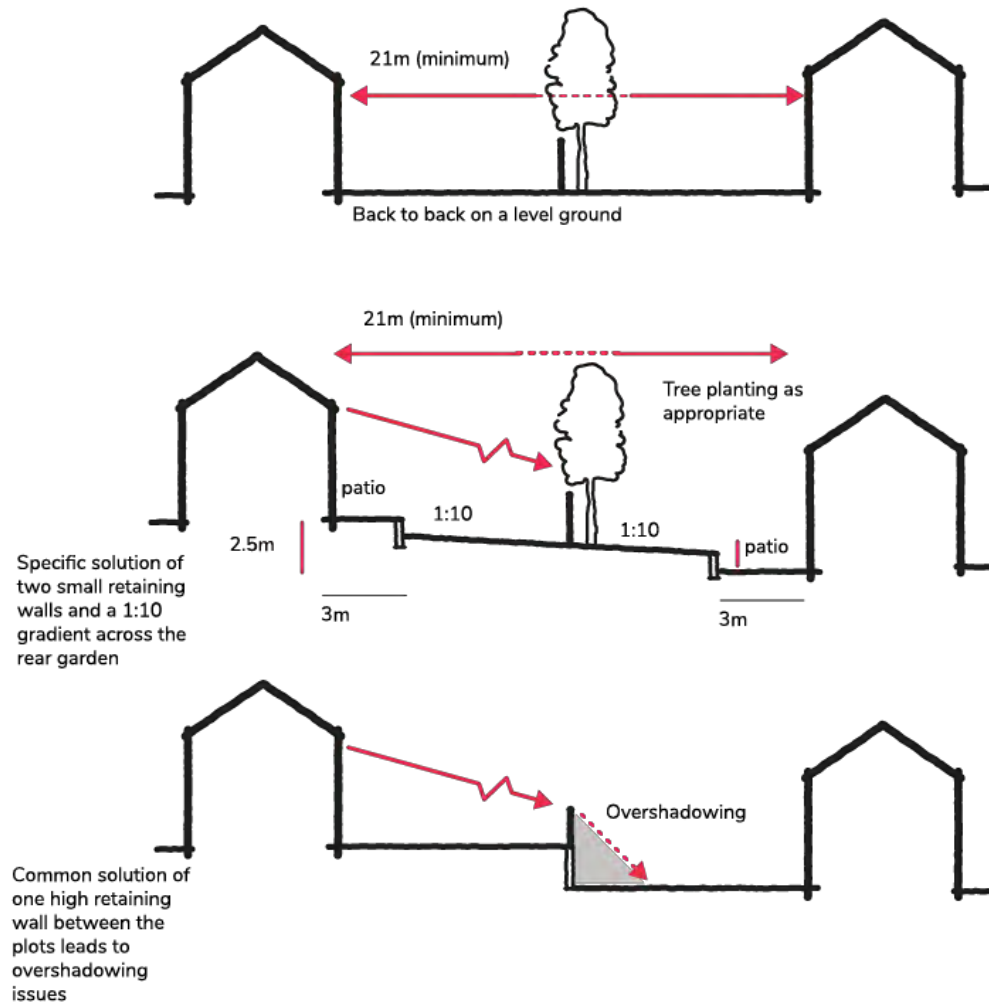 21m (minimum)
Back to back on a level ground
21m (minimum)
Tree planting as
appropriate
patio
1:10
1:10
2.5m
patio
3m
3m
Specific solution of
two small retaining
walls and a 1:10
gradient across the
rear garden
Overshadowing
Common solution of
one high retaining
wall between the
plots leads to
overshadowing
issues